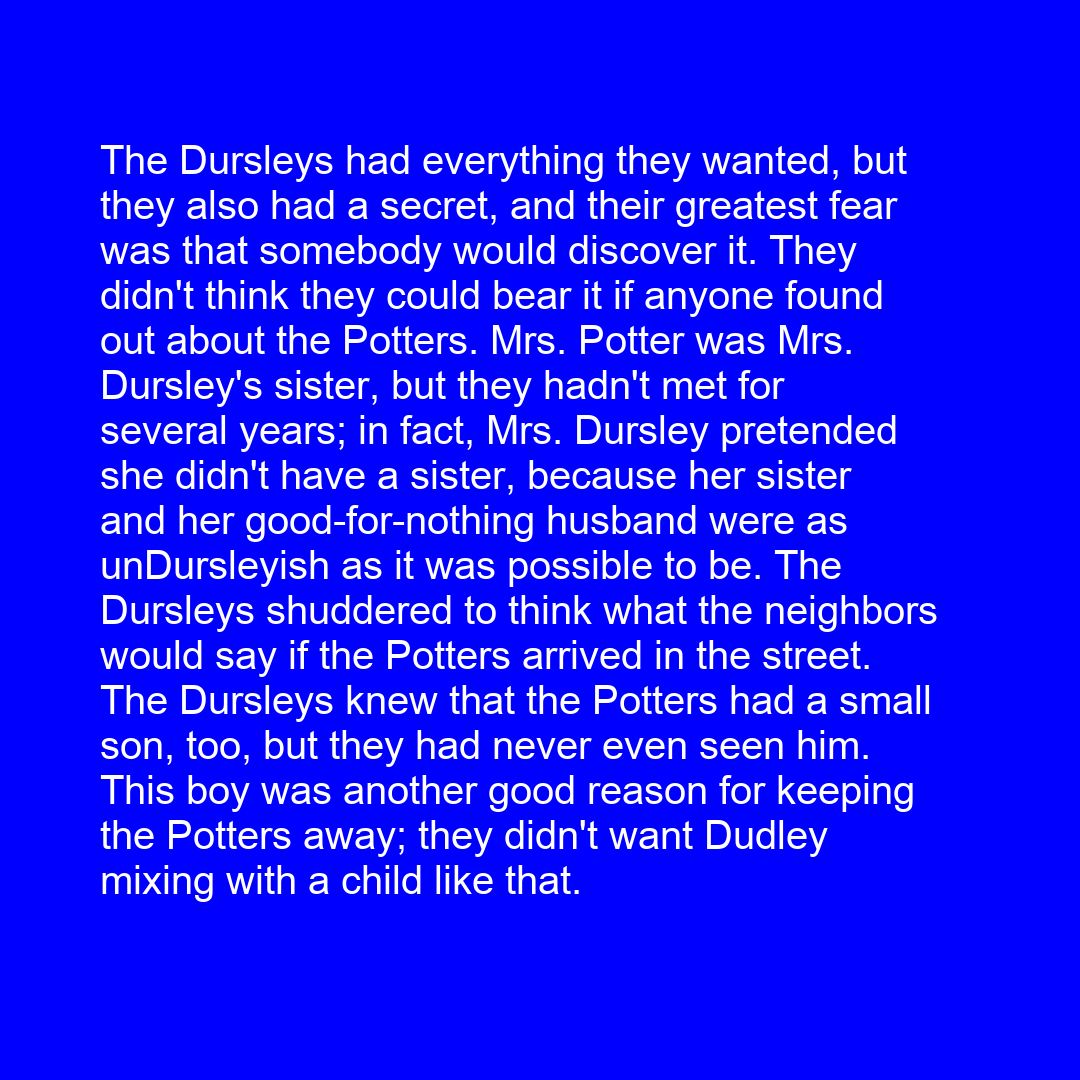 The Dursleys had everything they wanted, but
they also had a secret, and their greatest fear
was that somebody would discover it. They
didn't think they could bear it if anyone found
out about the Potters. Mrs. Potter was Mrs.
Dursley's sister, but they hadn't met for
several years; in fact, Mrs. Dursley pretended
she didn't have a sister, because her sister
and her good-for-nothing husband were as
unDursleyish as it was possible to be. The
Dursleys shuddered to think what the neighbors
would say if the Potters arrived in the street.
The Dursleys knew that the Potters had a small
son, too, but they had never even seen him.
This boy was another good reason for keeping
the Potters away; they didn't want Dudley
mixing with a child like that.